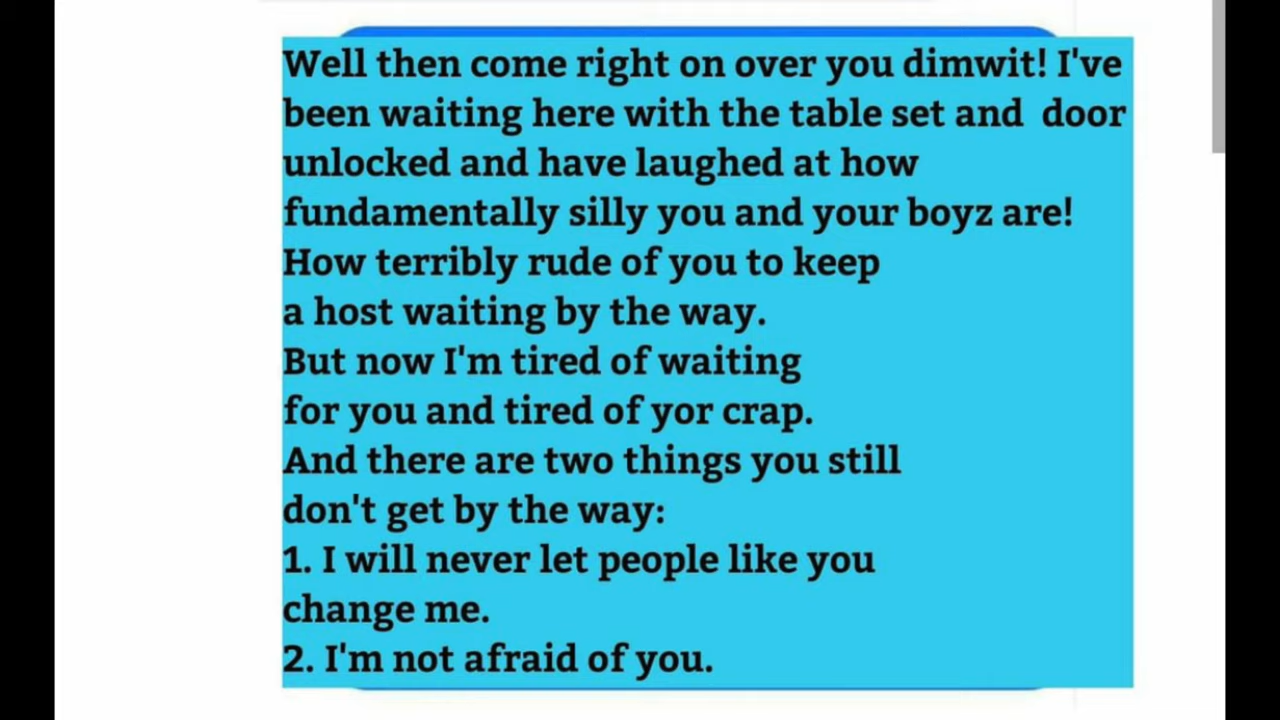 Well then come right on over you dimwit! I've
been waiting here with the table set and door
unlocked and have laughed at how
fundamentally silly you and your boyz are!
How terribly rude of you to keep
a host waiting by the way.
But now I'm tired of waiting
for you and tired of yor crap.
And there are two things you still
don't get by the way:
1. I will never let people like you
change me.
2. I'm not afraid of you.